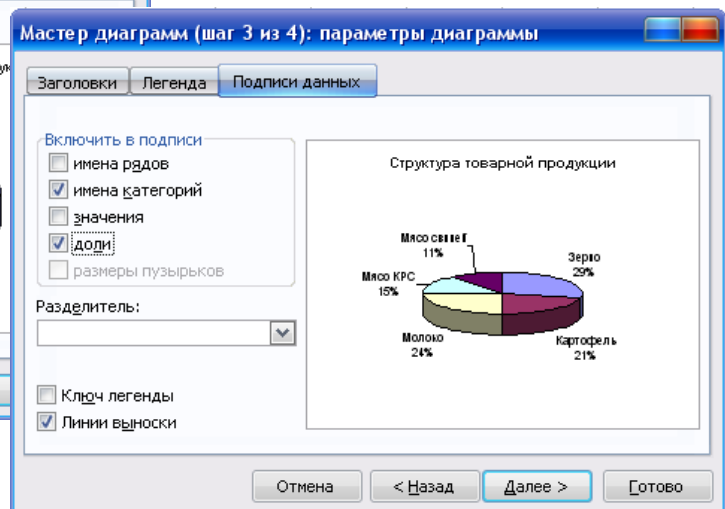 Мастер диаграмм (шаг 3 из 4): параметры диаграммы
Заголовки Легенда Подписи данных
Включить в подписи
имена рядов
имена категорий
значения
доли
размеры пузырьков
Разделитель:
Ключ легенды
Линии выноски
Структура товарной продукции
Мясо свиней
11%
Зерно
29%
Мясо КРС
15%
Молоко
24%
Картофель
21%
Отмена < Назад Далее > Готово